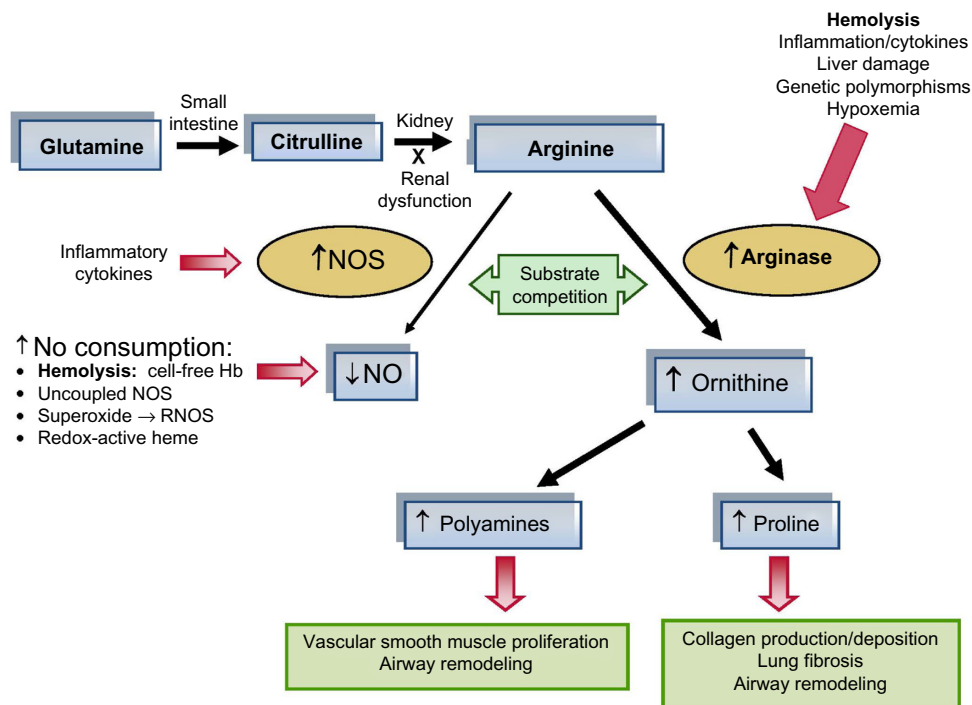 Hemolysis
Inflammation/cytokines
Liver damage
Genetic polymorphisms
Hypoxemia
Small
intestine
Kidney
Glutamine
Citrulline
X
Arginine
Renal
dysfunction
Inflammatory
cytokines
↑NOS
Substrate
competition
↑Arginase
↑ No consumption:
• Hemolysis: cell-free Hb
• Uncoupled NOS
• Superoxide → RNOS
• Redox-active heme
↓NO
↑ Ornithine
↑ Polyamines
↑ Proline
Vascular smooth muscle proliferation
Airway remodeling
Collagen production/deposition
Lung fibrosis
Airway remodeling